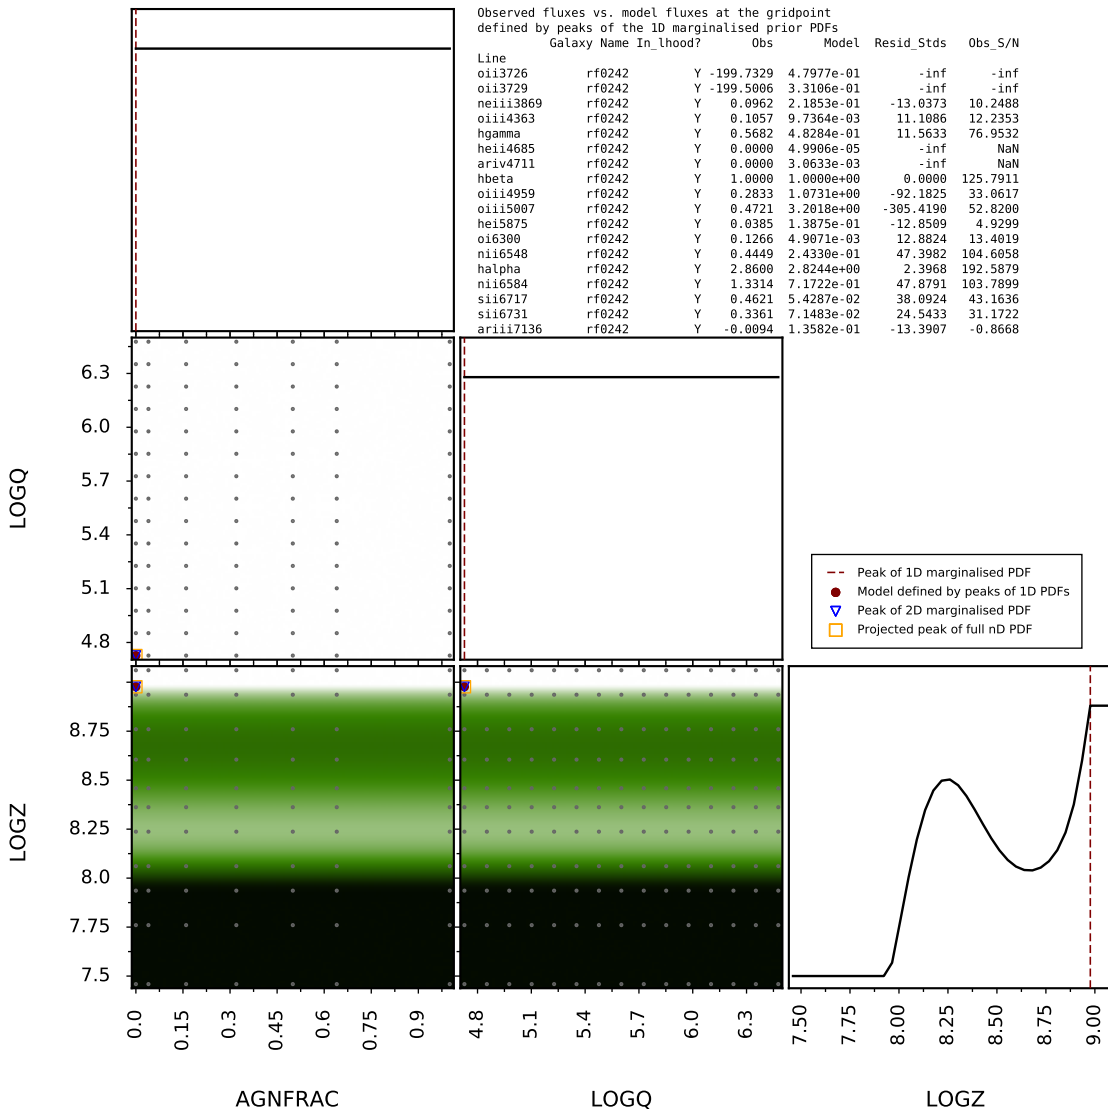 Observed fluxes vs. model fluxes at the gridpoint
defined by peaks of the 1D marginalised prior PDFs
Galaxy Name In_lhood? Obs Model Resid_Stds Obs_S/N
Line
oii3726 rf0242 Y -199.7329 4.7977e-01 -inf -inf
oii3729 rf0242 Y -199.5006 3.3106e-01 -inf -inf
neiii3869 rf0242 Y 0.0962 2.1853e-01 -13.0373 10.2488
oiii4363 rf0242 Y 0.1057 9.7364e-03 11.1086 12.2353
hgamma rf0242 Y 0.5682 4.8284e-01 11.5633 76.9532
heii4685 rf0242 Y 0.0000 4.9906e-05 -inf NaN
ariv4711 rf0242 Y 0.0000 3.0633e-03 -inf NaN
hbeta rf0242 Y 1.0000 1.0000e+00 0.0000 125.7911
oiii4959 rf0242 Y 0.2833 1.0731e+00 -92.1825 33.0617
oiii5007 rf0242 Y 0.4721 3.2018e+00 -305.4190 52.8200
hei5875 rf0242 Y 0.0385 1.3875e-01 -12.8509 4.9299
oi6300 rf0242 Y 0.1266 4.9071e-03 12.8824 13.4019
nii6548 rf0242 Y 0.4449 2.4330e-01 47.3982 104.6058
halpha rf0242 Y 2.8600 2.8244e+00 2.3968 192.5879
nii6584 rf0242 Y 1.3314 7.1722e-01 47.8791 103.7899
sii6717 rf0242 Y 0.4621 5.4287e-02 38.0924 43.1636
sii6731 rf0242 Y 0.3361 7.1483e-02 24.5433 31.1722
ariii7136 rf0242 Y -0.0094 1.3582e-01 -13.3907 -0.8668
LOGQ
6.3
6.0
5.7
5.4
5.1
4.8
Peak of 1D marginalised PDF
Model defined by peaks of 1D PDFs
Peak of 2D marginalised PDF
Projected peak of full nD PDF
LOGZ
8.75
8.5
8.25
8.0
7.75
7.5
0.0 0.15 0.3 0.45 0.6 0.75 0.9
4.8 5.1 5.4 5.7 6.0 6.3
7.50 7.75 8.00 8.25 8.50 8.75 9.00
AGNFRAC LOGQ LOGZ